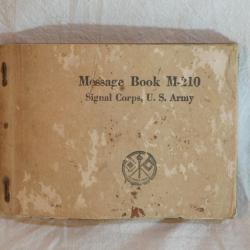 Message Book M-210
Signal Corps, U. S. Army